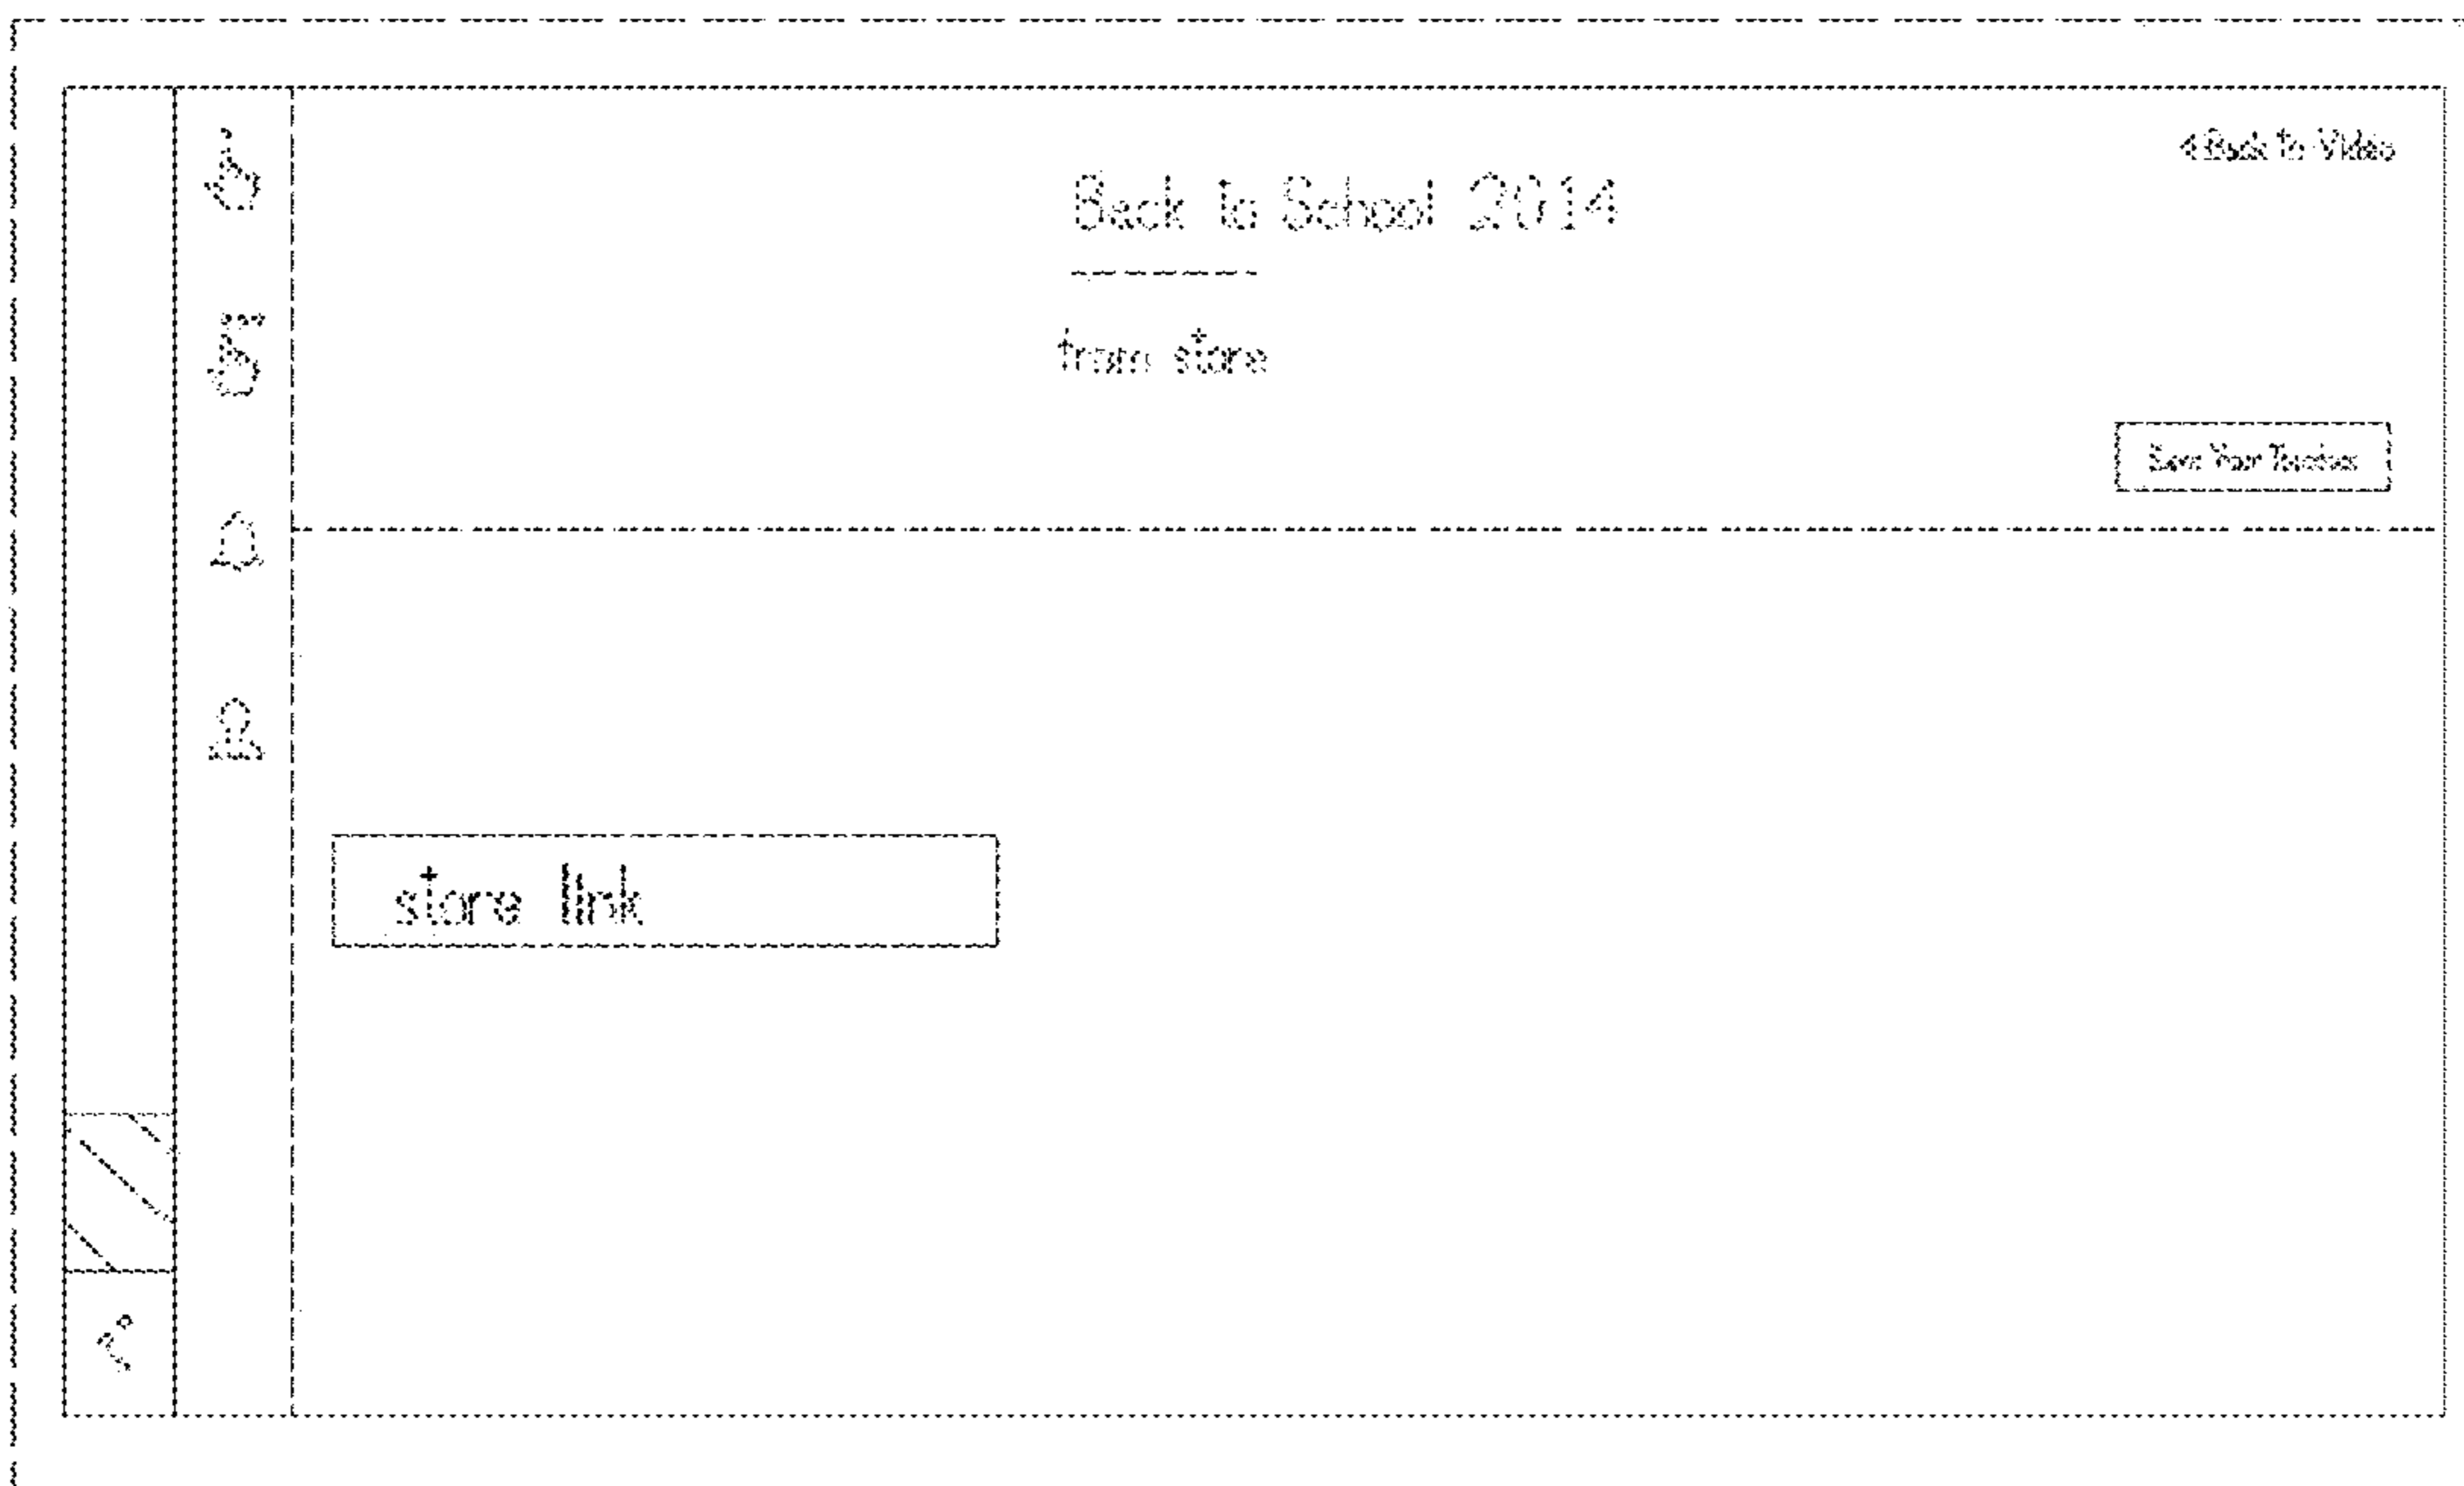 Back to Video
Back to School 2014
from store
Save Your Touches
store link